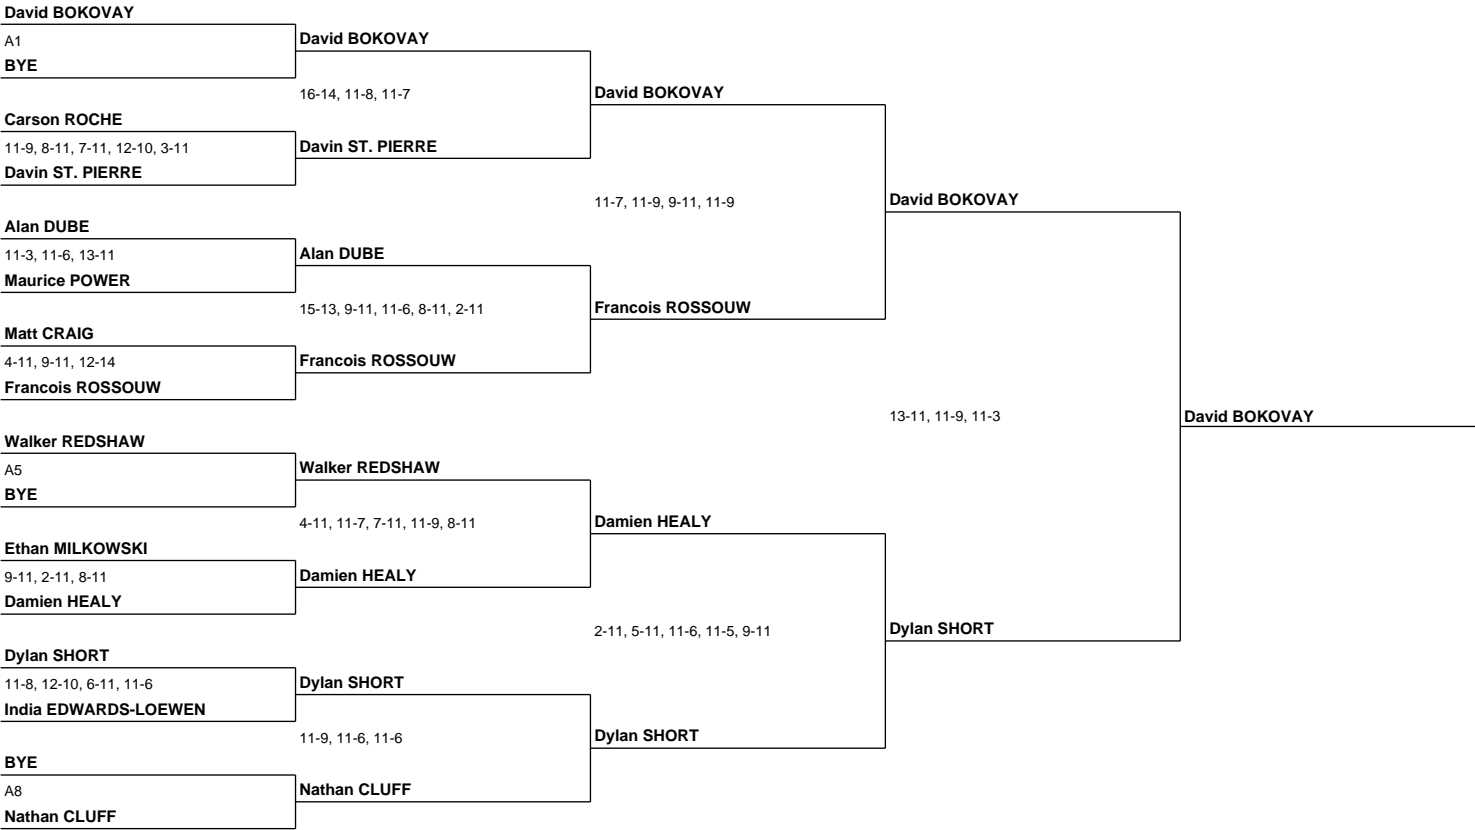 David BOKOVAY
A1
BYE
Carson ROCHE
11-9, 8-11, 7-11, 12-10, 3-11
Davin ST. PIERRE
Alan DUBE
11-3, 11-6, 13-11
Maurice POWER
Matt CRAIG
4-11, 9-11, 12-14
Francois ROSSOUW
Walker REDSHAW
A5
BYE
Ethan MILKOWSKI
9-11, 2-11, 8-11
Damien HEALY
Dylan SHORT
11-8, 12-10, 6-11, 11-6
India EDWARDS-LOEWEN
BYE
A8
Nathan CLUFF
David BOKOVAY
16-14, 11-8, 11-7
Davin ST. PIERRE
Alan DUBE
15-13, 9-11, 11-6, 8-11, 2-11
Francois ROSSOUW
Walker REDSHAW
4-11, 11-7, 7-11, 11-9, 8-11
Damien HEALY
Dylan SHORT
11-9, 11-6, 11-6
Nathan CLUFF
David BOKOVAY
11-7, 11-9, 9-11, 11-9
Francois ROSSOUW
Damien HEALY
2-11, 5-11, 11-6, 11-5, 9-11
Dylan SHORT
David BOKOVAY
13-11, 11-9, 11-3
Dylan SHORT
David BOKOVAY